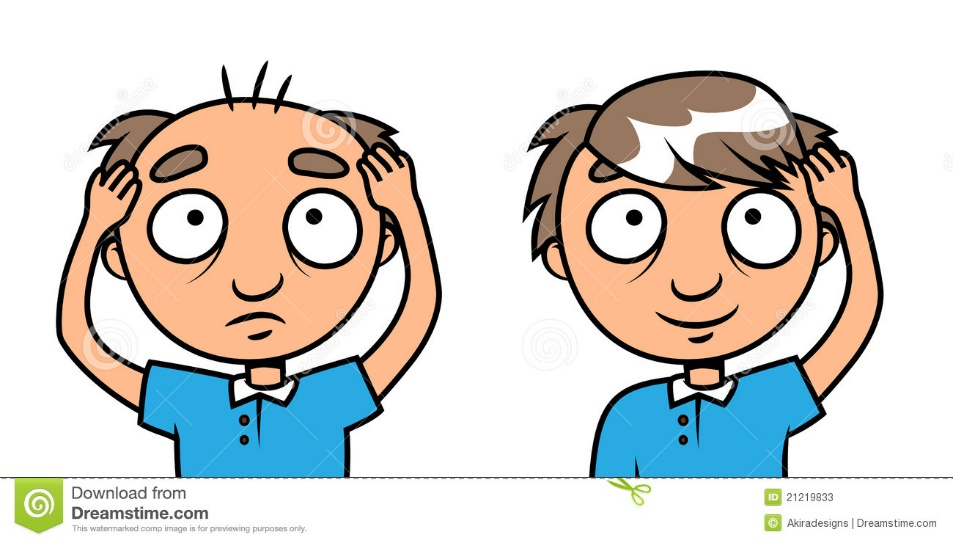 Download from
Dreamstime.com
This watermarked comp image is for previewing purposes only.
ID 21219833
© Akiradesigns | Dreamstime.com